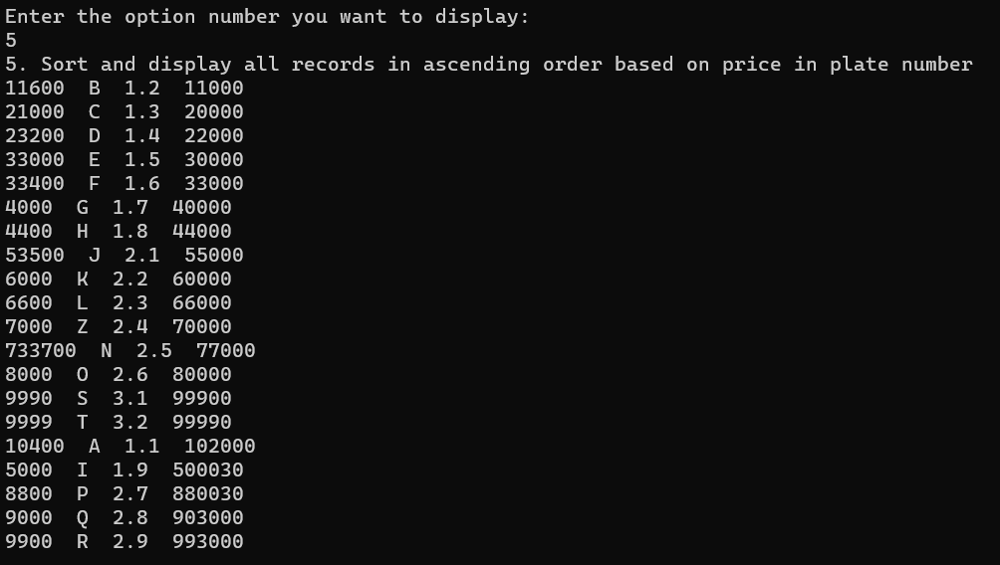 Enter the option number you want to display:
5
5. Sort and display all records in ascending order based on price in plate number
11600  B  1.2  11000
21000  C  1.3  20000
23200  D  1.4  22000
33000  E  1.5  30000
33400  F  1.6  33000
4000  G  1.7  40000
4400  H  1.8  44000
53500  J  2.1  55000
6000  K  2.2  60000
6600  L  2.3  66000
7000  Z  2.4  70000
733700  N  2.5  77000
8000  O  2.6  80000
9990  S  3.1  99900
9999  T  3.2  99990
10400  A  1.1  102000
5000  I  1.9  500030
8800  P  2.7  880030
9000  Q  2.8  903000
9900  R  2.9  993000